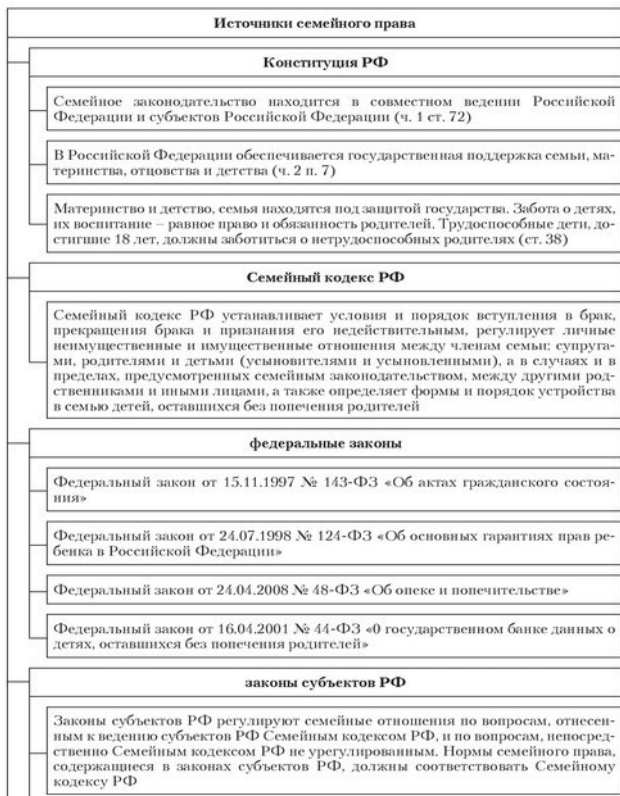 Источники семейного права
Конституция РФ
Семейное законодательство находится в совместном ведении Российской
Федерации и субъектов Российской Федерации (ч. 1 ст. 72)
В Российской Федерации обеспечивается государственная поддержка семьи, ма-
теринства, отцовства и детства (ч. 2 п. 7)
Материнство и детство, семья находятся под защитой государства. Забота о детях,
их воспитание – равное право и обязанность родителей. Трудоспособные дети, до-
стигшие 18 лет, должны заботиться о нетрудоспособных родителях (ст. 38)
Семейный кодекс РФ
Семейный кодекс РФ устанавливает условия и порядок вступления в брак,
прекращения брака и признания его недействительным, регулирует личные
неимущественные и имущественные отношения между членам семьи: супруга-
ми, родителями и детьми (усыновителями и усыновленными), а в случаях и в
пределах, предусмотренных семейным законодательством, между другими род-
ственниками и иными лицами, а также определяет формы и порядок устройства
в семью детей, оставшихся без попечения родителей
федеральные законы
Федеральный закон от 15.11.1997 № 143-ФЗ «Об актах гражданского состоя-
ния»
Федеральный закон от 24.07.1998 № 124-ФЗ «Об основных гарантиях прав ре-
бенка в Российской Федерации»
Федеральный закон от 24.04.2008 № 48-ФЗ «Об опеке и попечительстве»
Федеральный закон от 16.04.2001 № 44-ФЗ «0 государственном банке данных о
детях, оставшихся без попечения родителей»
законы субъектов РФ
Законы субъектов РФ регулируют семейные отношения по вопросам, отнесен-
ным к ведению субъектов РФ Семейным кодексом РФ, и по вопросам, непосред-
ственно Семейным кодексом РФ не урегулированным. Нормы семейного права,
содержащиеся в законах субъектов РФ, должны соответствовать Семейному
кодексу РФ